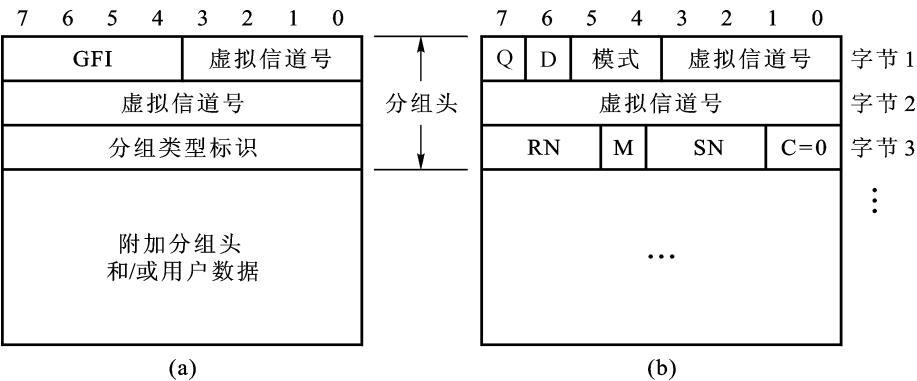 7 6 5 4 3 2 1 0
GFI 虚拟信道号
虚拟信道号
分组类型标识
附加分组头
和/或用户数据
(a)
分组头
7 6 5 4 3 2 1 0
Q D 模式 虚拟信道号 字节1
虚拟信道号 字节2
RN M SN C=0 字节3
⋮
…
(b)